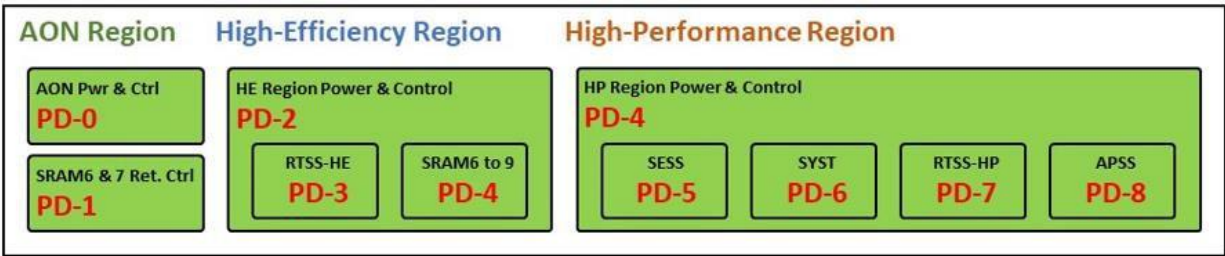 AON Region
High-Efficiency Region
High-Performance Region
AON Pwr & Ctrl
PD-0
SRAM6 & 7 Ret. Ctrl
PD-1
HE Region Power & Control
PD-2
RTSS-HE
PD-3
SRAM6 to 9
PD-4
HP Region Power & Control
PD-4
SESS
PD-5
SYST
PD-6
RTSS-HP
PD-7
APSS
PD-8